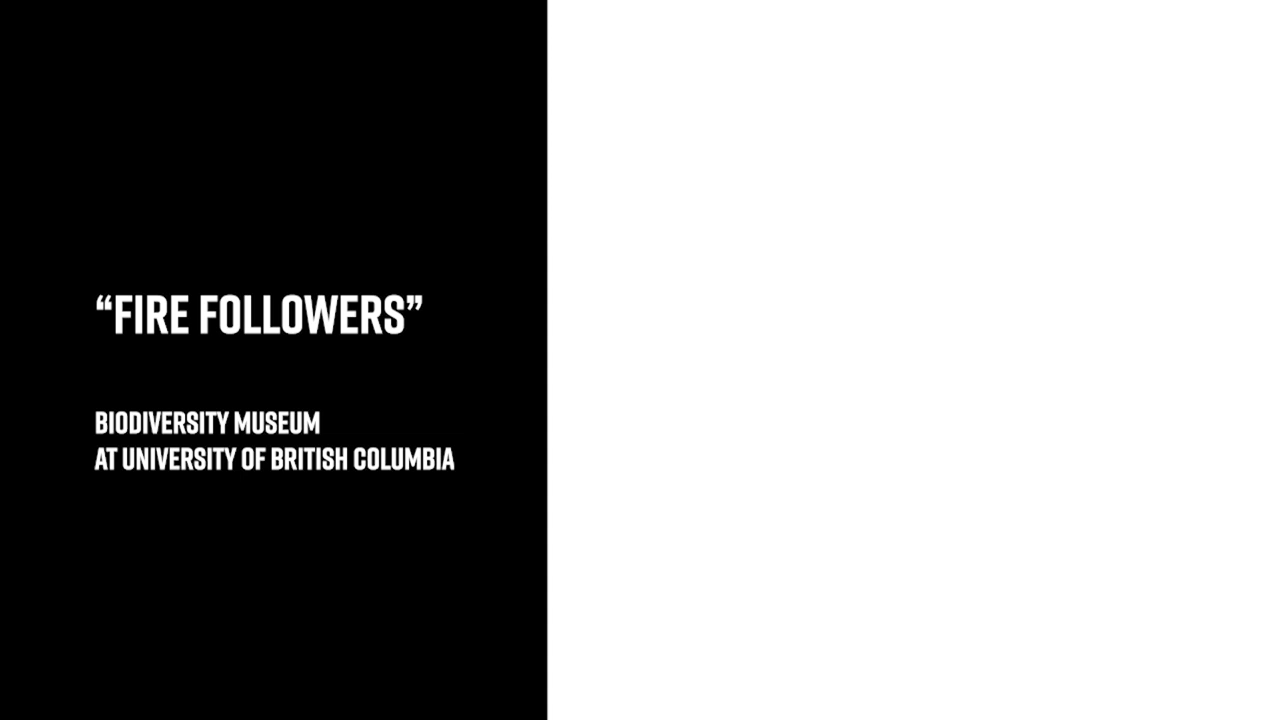 “FIRE FOLLOWERS”
BIODIVERSITY MUSEUM
AT UNIVERSITY OF BRITISH COLUMBIA